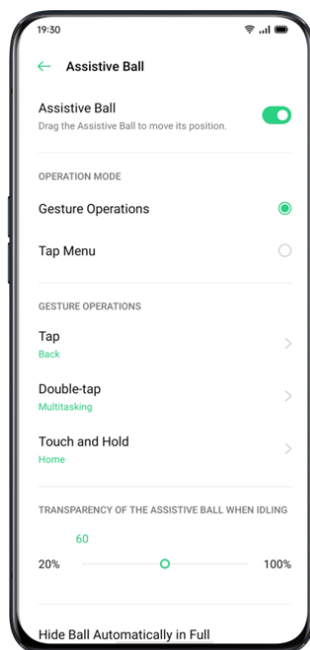 19:30
Assistive Ball
Assistive Ball
Drag the Assistive Ball to move its position.
OPERATION MODE
Gesture Operations
Tap Menu
GESTURE OPERATIONS
Tap
Back
Double-tap
Multitasking
Touch and Hold
Home
TRANSPARENCY OF THE ASSISTIVE BALL WHEN IDLING
60
20% 100%
Hide Ball Automatically in Full